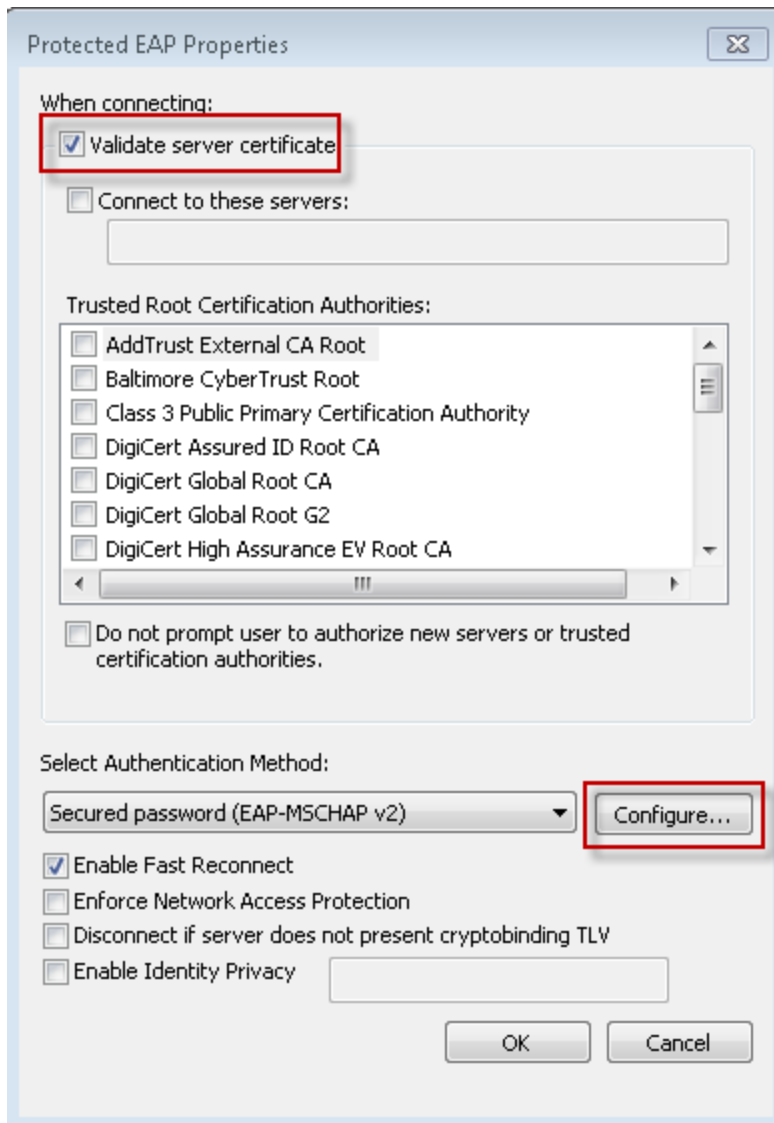 Protected EAP Properties
When connecting:
Validate server certificate
Connect to these servers:
Trusted Root Certification Authorities:
AddTrust External CA Root
Baltimore CyberTrust Root
Class 3 Public Primary Certification Authority
DigiCert Assured ID Root CA
DigiCert Global Root CA
DigiCert Global Root G2
DigiCert High Assurance EV Root CA
Do not prompt user to authorize new servers or trusted
certification authorities.
Select Authentication Method:
Secured password (EAP-MSCHAP v2)
Configure...
Enable Fast Reconnect
Enforce Network Access Protection
Disconnect if server does not present cryptobinding TLV
Enable Identity Privacy
OK
Cancel